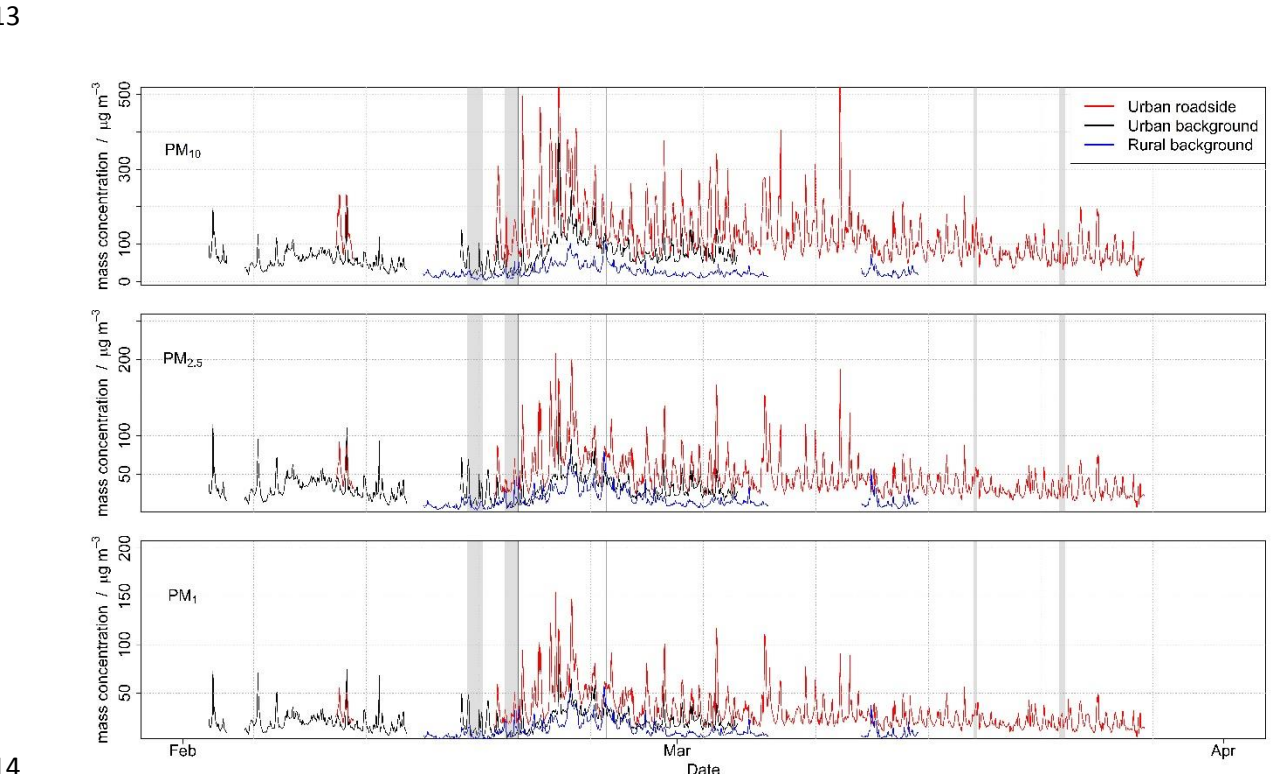 13
mass concentration / μg m⁻³
500
300
100
0
PM₁₀
Urban roadside
Urban background
Rural background
mass concentration / μg m⁻³
200
100
50
PM₂.₅
mass concentration / μg m⁻³
200
150
100
50
PM₁
Feb
Mar
Apr
Date
14